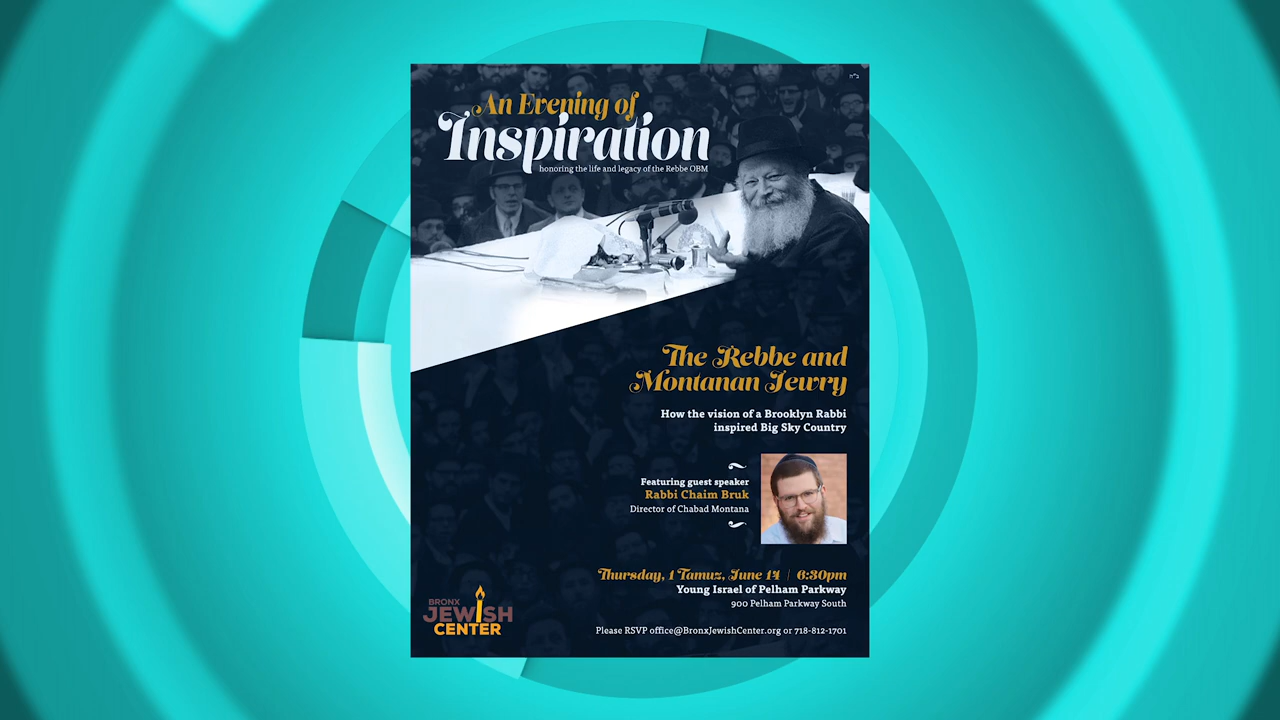 ב"ה
An Evening of
Inspiration
honoring the life and legacy of the Rebbe OBM
The Rebbe and
Montanan Jewry
How the vision of a Brooklyn Rabbi
inspired Big Sky Country
Featuring guest speaker
Rabbi Chaim Bruk
Director of Chabad Montana
Thursday, 1 Tamuz, June 14 | 6:30pm
Young Israel of Pelham Parkway
900 Pelham Parkway South
BRONX
JEWISH
CENTER
Please RSVP office@BronxJewishCenter.org or 718-812-1701